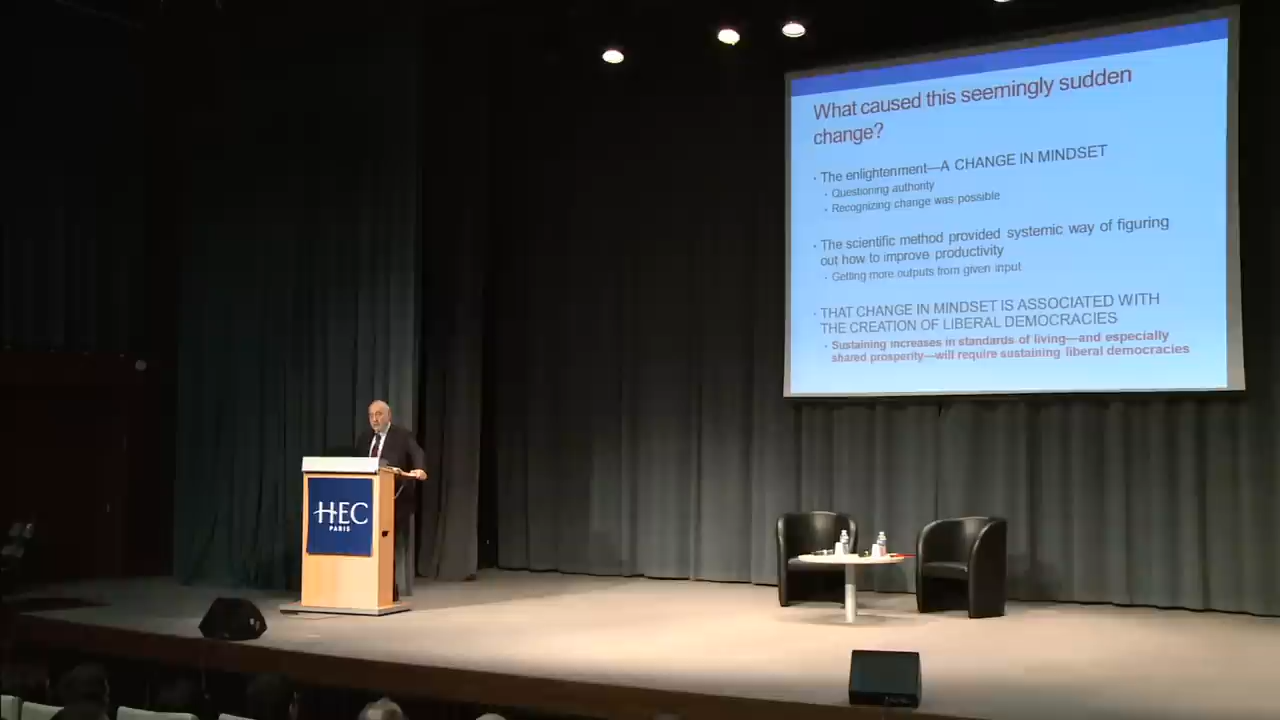 What caused this seemingly sudden
change?
· The enlightenment—A CHANGE IN MINDSET
· Questioning authority
· Recognizing change was possible
· The scientific method provided systemic way of figuring
out how to improve productivity
· Getting more outputs from given input
· THAT CHANGE IN MINDSET IS ASSOCIATED WITH
THE CREATION OF LIBERAL DEMOCRACIES
· Sustaining increases in standards of living—and especially
shared prosperity—will require sustaining liberal democracies
HEC
PARIS